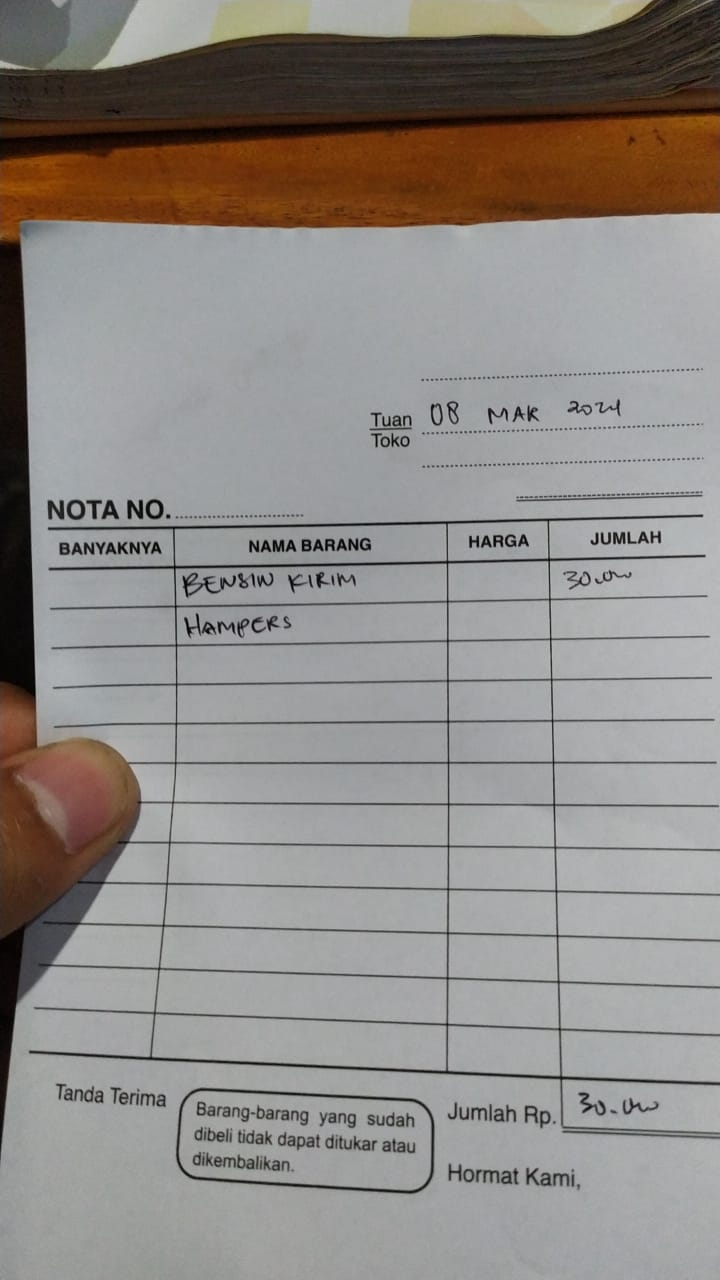 Tuan 08 MAR 2024
Toko
NOTA NO.
BANYAKNYA NAMA BARANG HARGA JUMLAH
BENSIN KIRIM 30.000
HAMPERS
Tanda Terima
Barang-barang yang sudah
dibeli tidak dapat ditukar atau
dikembalikan.
Jumlah Rp. 30.000
Hormat Kami,